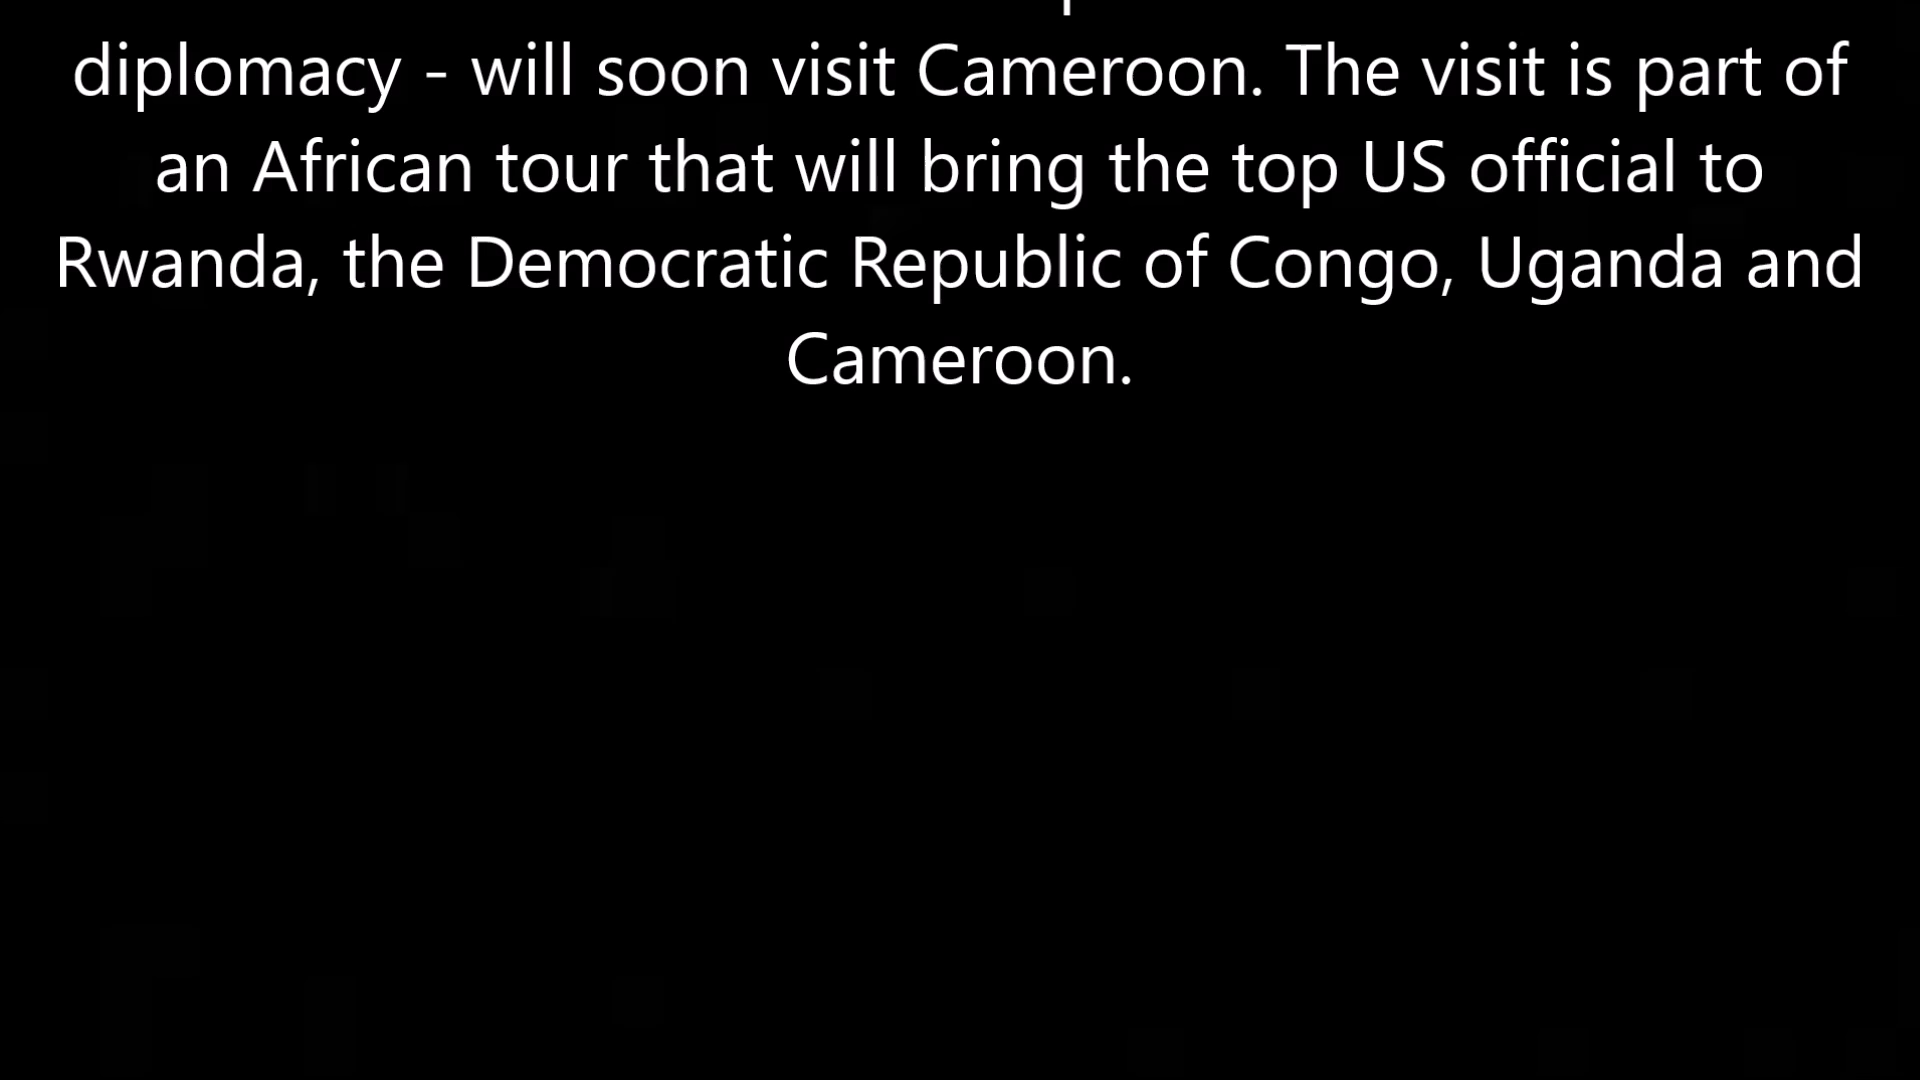 diplomacy - will soon visit Cameroon. The visit is part of
an African tour that will bring the top US official to
Rwanda, the Democratic Republic of Congo, Uganda and
Cameroon.